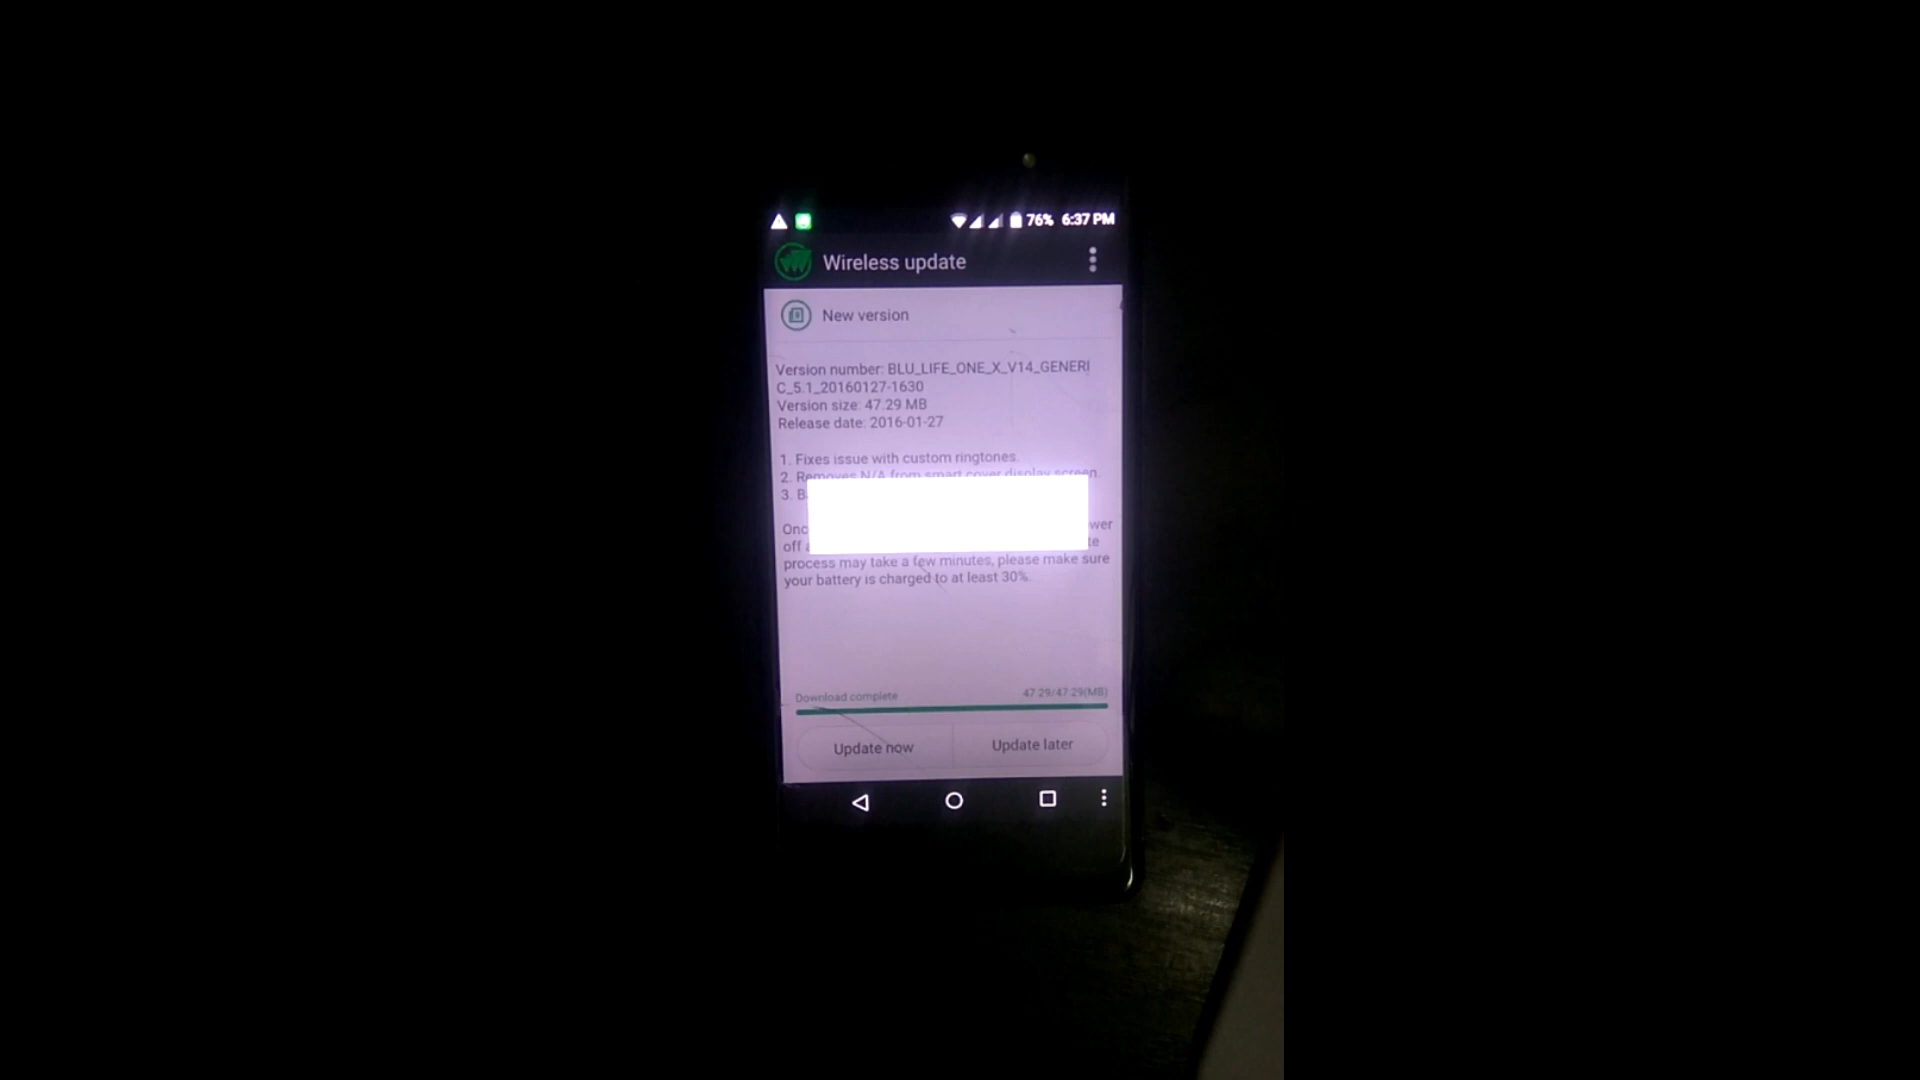 76% 6:37 PM
Wireless update
New version
Version number: BLU_LIFE_ONE_X_V14_GENERI
C_5.1_20160127-1630
Version size: 47.29 MB
Release date: 2016-01-27
1. Fixes issue with custom ringtones.
2. Removes N/A from smart cover display screen.
3. B
Onc
off
process may take a few minutes, please make sure
your battery is charged to at least 30%.
Download complete 47.29/47.29(MB)
Update now Update later